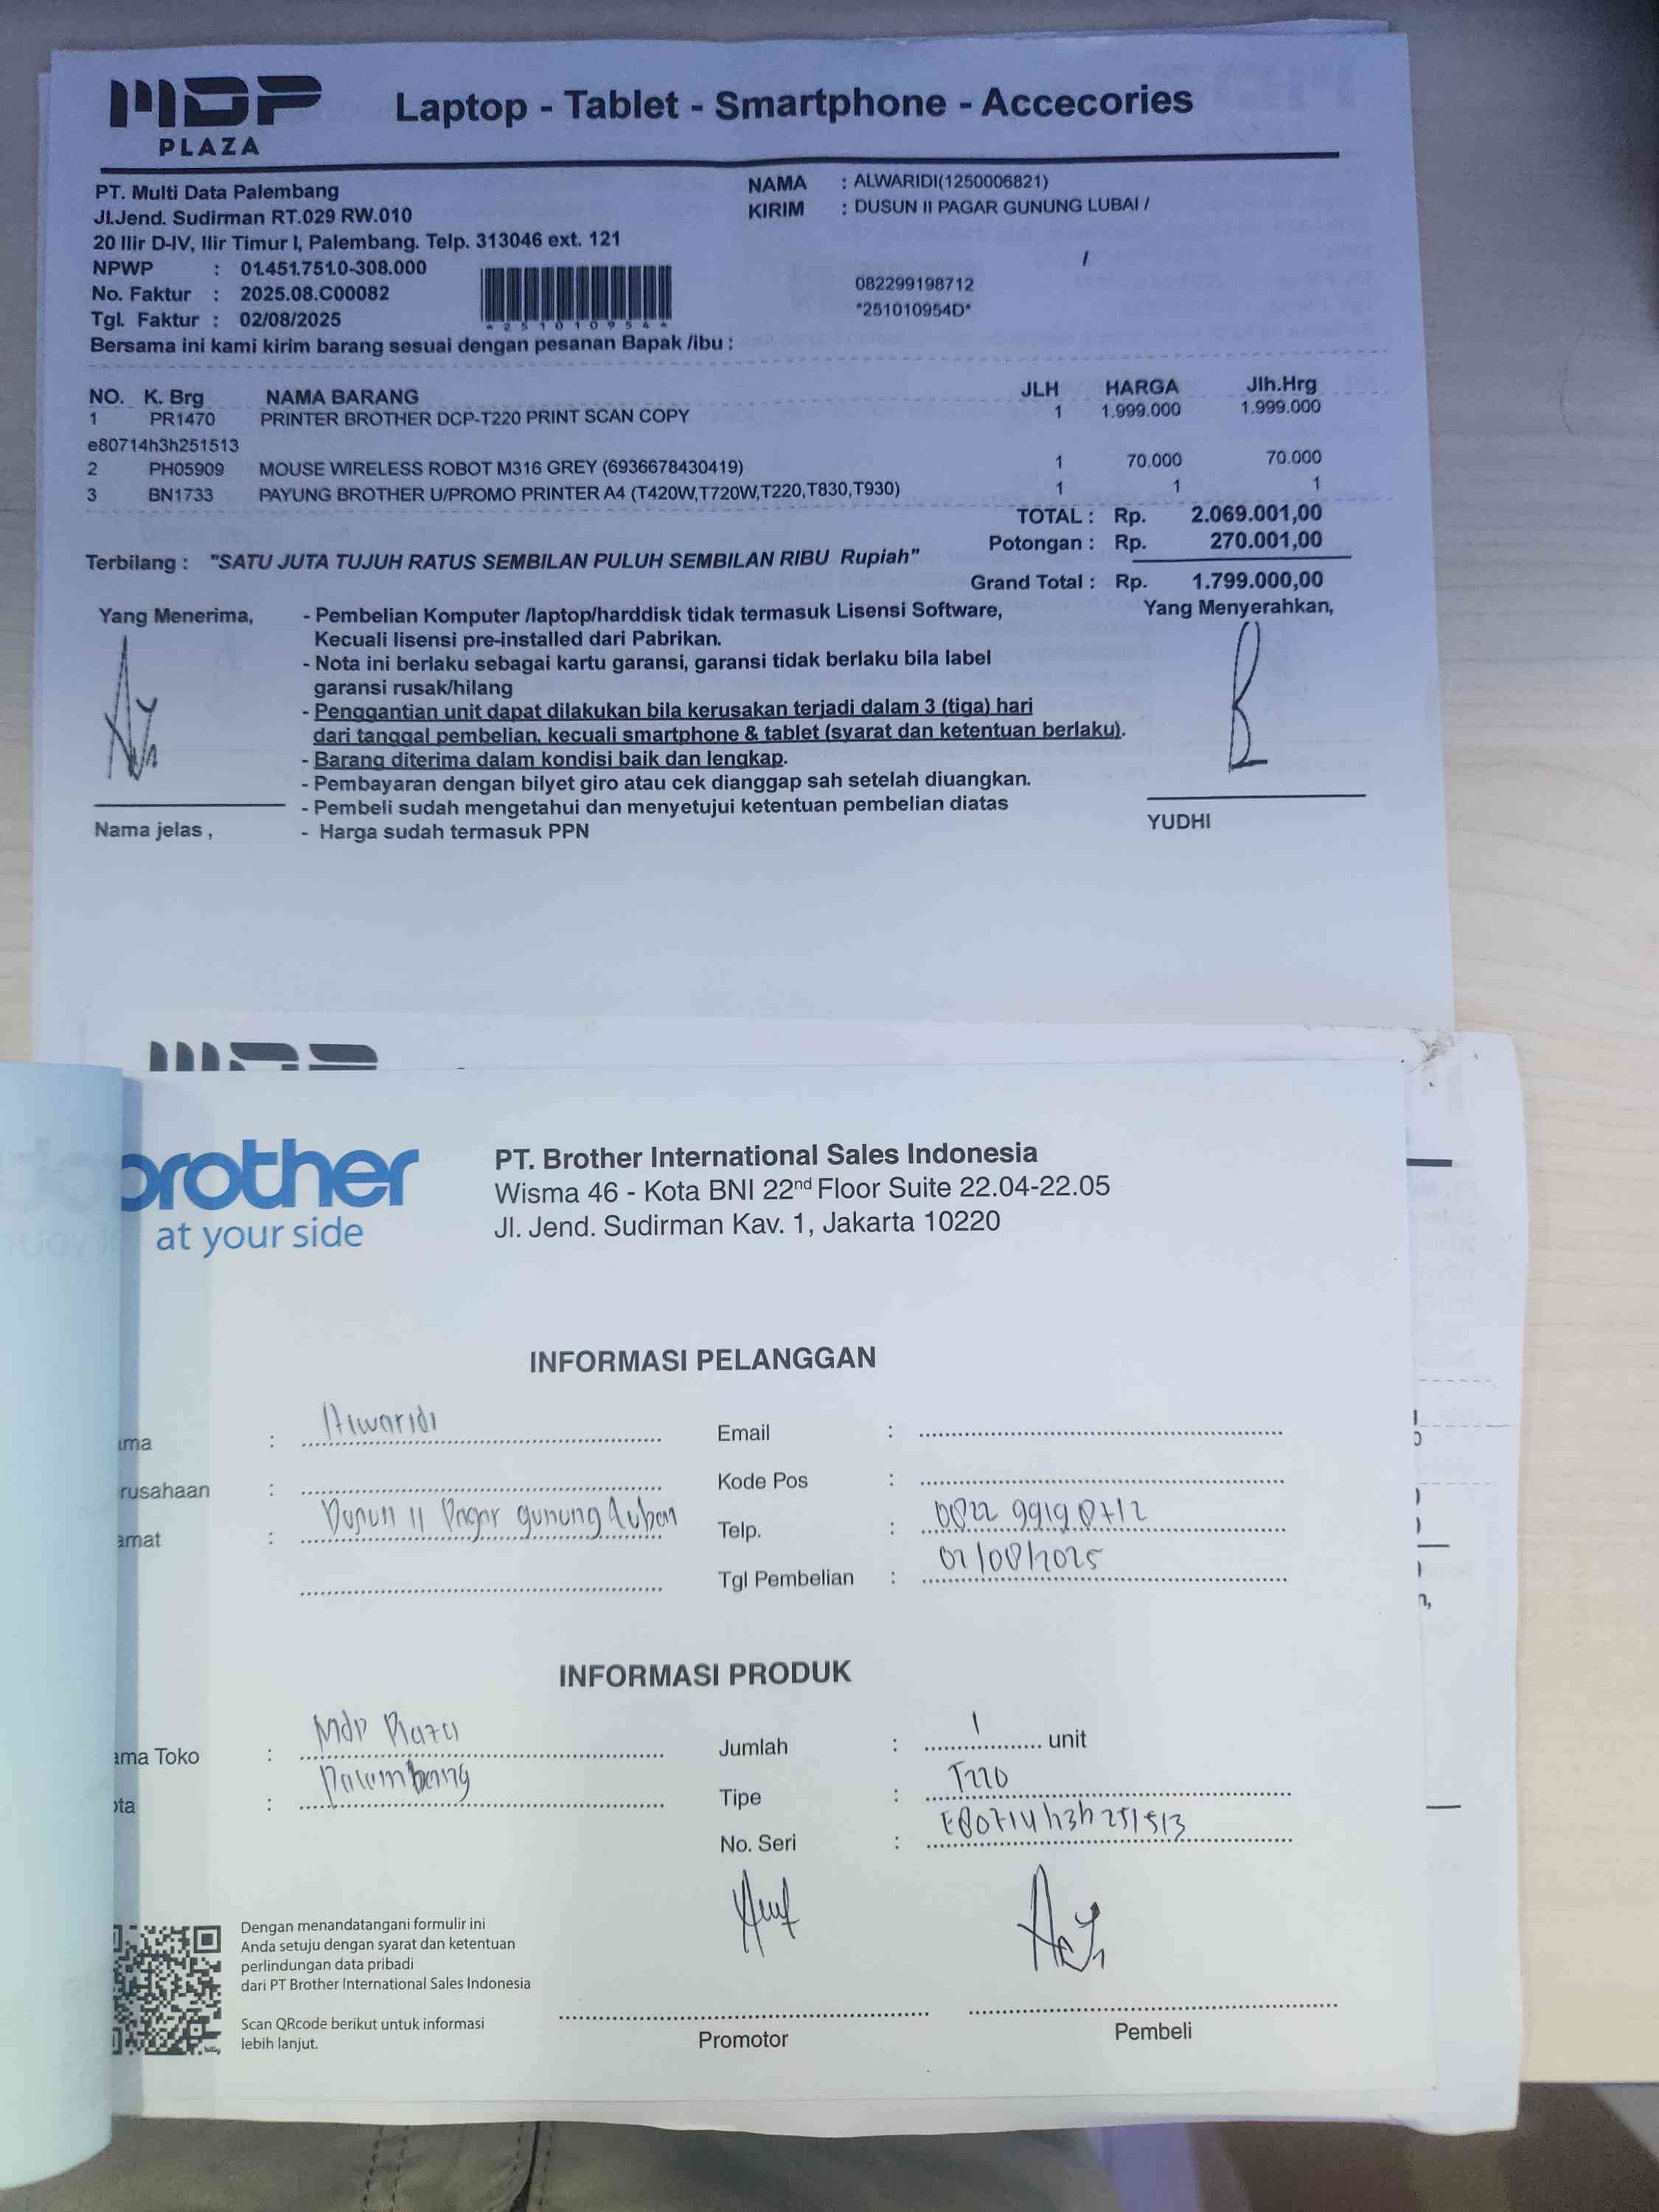 MDP
PLAZA
Laptop - Tablet - Smartphone - Accecories
PT. Multi Data Palembang
Jl.Jend. Sudirman RT.029 RW.010
20 Ilir D-IV, Ilir Timur I, Palembang. Telp. 313046 ext. 121
NPWP : 01.451.751.0-308.000
No. Faktur : 2025.08.C00082
Tgl. Faktur : 02/08/2025
*251010954*
NAMA : ALWARIDI(1250006821)
KIRIM : DUSUN II PAGAR GUNUNG LUBAI /
/
082299198712
*251010954D*
Bersama ini kami kirim barang sesuai dengan pesanan Bapak /ibu :
NO. K. Brg NAMA BARANG JLH HARGA Jlh.Hrg
1 PR1470 PRINTER BROTHER DCP-T220 PRINT SCAN COPY 1 1.999.000 1.999.000
e80714h3h251513
2 PH05909 MOUSE WIRELESS ROBOT M316 GREY (6936678430419) 1 70.000 70.000
3 BN1733 PAYUNG BROTHER U/PROMO PRINTER A4 (T420W,T720W,T220,T830,T930) 1 1 1
TOTAL : Rp. 2.069.001,00
Potongan : Rp. 270.001,00
Terbilang : "SATU JUTA TUJUH RATUS SEMBILAN PULUH SEMBILAN RIBU Rupiah"
Grand Total : Rp. 1.799.000,00
Yang Menerima,
Yang Menyerahkan,
- Pembelian Komputer /laptop/harddisk tidak termasuk Lisensi Software,
Kecuali lisensi pre-installed dari Pabrikan.
- Nota ini berlaku sebagai kartu garansi, garansi tidak berlaku bila label
garansi rusak/hilang
- Penggantian unit dapat dilakukan bila kerusakan terjadi dalam 3 (tiga) hari
dari tanggal pembelian, kecuali smartphone & tablet (syarat dan ketentuan berlaku).
- Barang diterima dalam kondisi baik dan lengkap.
- Pembayaran dengan bilyet giro atau cek dianggap sah setelah diuangkan.
- Pembeli sudah mengetahui dan menyetujui ketentuan pembelian diatas
- Harga sudah termasuk PPN
Nama jelas ,
YUDHI
brother
at your side
PT. Brother International Sales Indonesia
Wisma 46 - Kota BNI 22nd Floor Suite 22.04-22.05
Jl. Jend. Sudirman Kav. 1, Jakarta 10220
INFORMASI PELANGGAN
ama : Alwaridi
Email :
rusahaan :
Kode Pos :
amat : Dusun II Pagar gunung Luban
Telp. : 0822 99198712
Tgl Pembelian : 02/08/2025
INFORMASI PRODUK
ama Toko : Mdp Plaza
Jumlah : 1 unit
ota : Palembang
Tipe : T220
No. Seri : E80714h3h251513
Dengan menandatangani formulir ini
Anda setuju dengan syarat dan ketentuan
perlindungan data pribadi
dari PT Brother International Sales Indonesia
Scan QRcode berikut untuk informasi
lebih lanjut.
Promotor
Pembeli